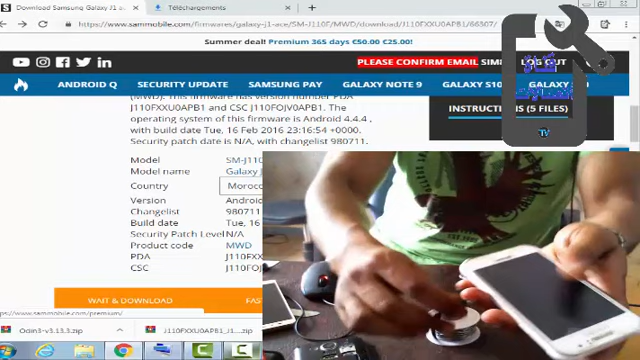 Download Samsung Galaxy J1 a
Téléchargements
https://www.sammobile.com/firmwares/galaxy-j1-ace/SM-J110F/MWD/download/J110FXXU0APB1/66507/
Summer deal! Premium 365 days €50.00 €25.00!
PLEASE CONFIRM EMAIL
LOG OUT
ANDROID Q SECURITY UPDATE SAMSUNG PAY GALAXY NOTE 9 GALAXY S10
(MWD). This firmware has version number PDA
J110FXXU0APB1 and CSC J110FOJV0APB1. The
operating system of this firmware is Android 4.4.4 ,
with build date Tue, 16 Feb 2016 23:16:54 +0000.
Security patch date is N/A, with changelist 980711.
INSTRUCTIONS (5 FILES)
TV
Model SM-J110
Model name Galaxy J
Country Moroc
Version Android
Changelist 980711
Build date Tue, 16
Security Patch Level N/A
Product code MWD
PDA J110FX
CSC J110FOJ
WAIT & DOWNLOAD FAS
https://www.sammobile.com/premium/
Odin3-v3.13.3.zip
J110FXXU0APB1_J1....zip